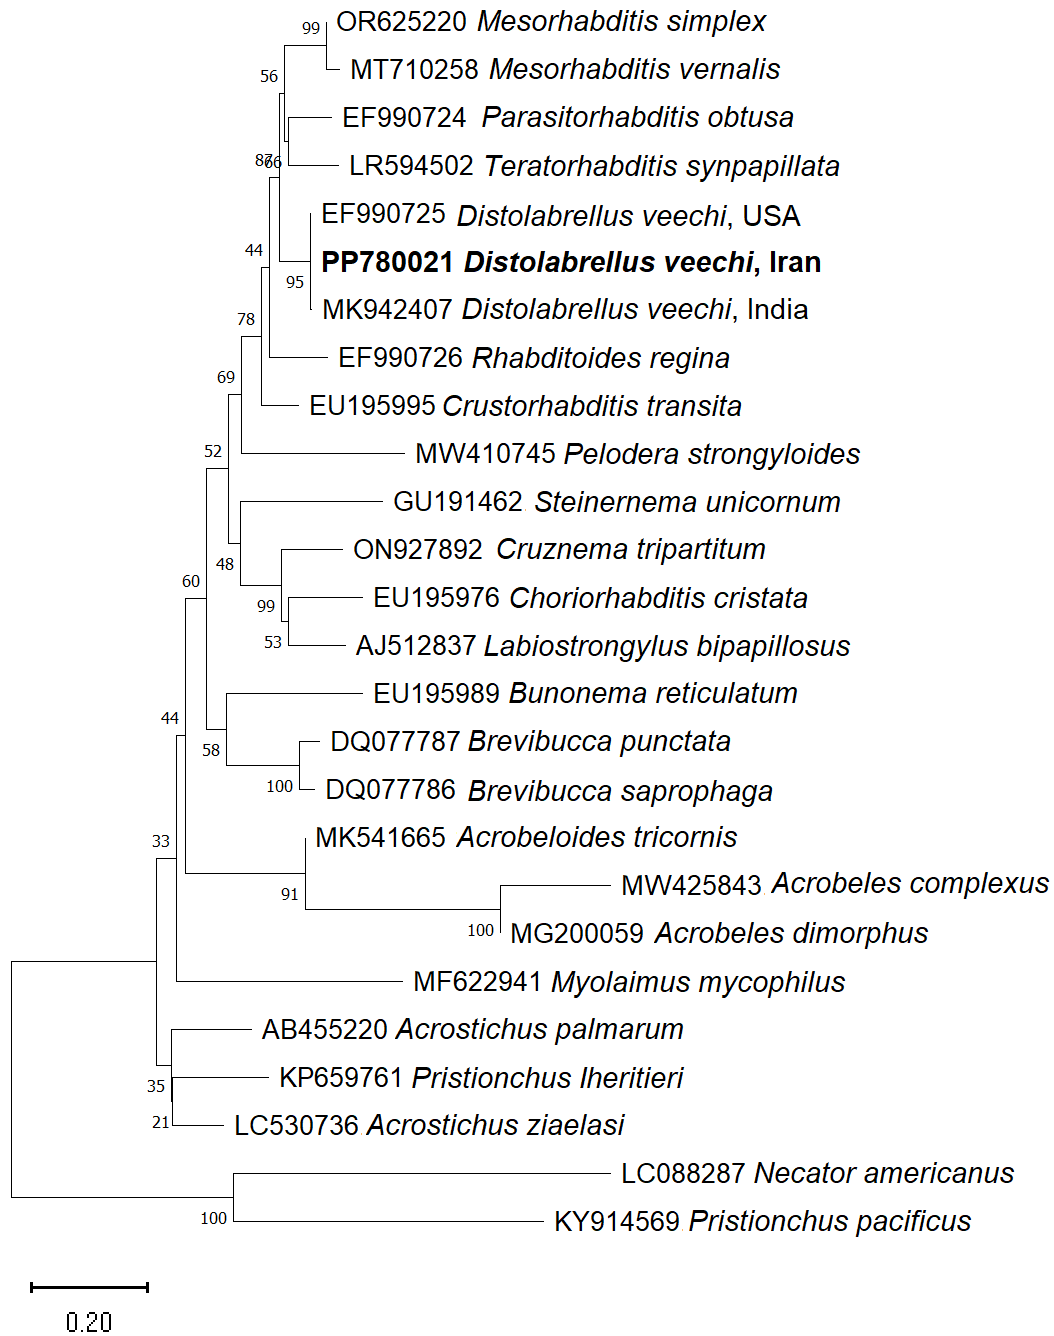 99
OR625220 Mesorhabditis simplex
56
MT710258 Mesorhabditis vernalis
EF990724 Parasitorhabditis obtusa
87
66
LR594502 Teratorhabditis synpapillata
EF990725 Distolabrellus veechi, USA
44
PP780021 Distolabrellus veechi, Iran
95
MK942407 Distolabrellus veechi, India
78
EF990726 Rhabditoides regina
69
EU195995 Crustorhabditis transita
52
MW410745 Pelodera strongyloides
GU191462 Steinernema unicornum
48
ON927892 Cruznema tripartitum
60
EU195976 Choriorhabditis cristata
99
53
AJ512837 Labiostrongylus bipapillosus
EU195989 Bunonema reticulatum
44
58
DQ077787 Brevibucca punctata
100
DQ077786 Brevibucca saprophaga
33
MK541665 Acrobeloides tricornis
91
MW425843 Acrobeles complexus
100
MG200059 Acrobeles dimorphus
MF622941 Myolaimus mycophilus
AB455220 Acrostichus palmarum
35
KP659761 Pristionchus lheritieri
21
LC530736 Acrostichus ziaelasi
LC088287 Necator americanus
100
KY914569 Pristionchus pacificus
0.20